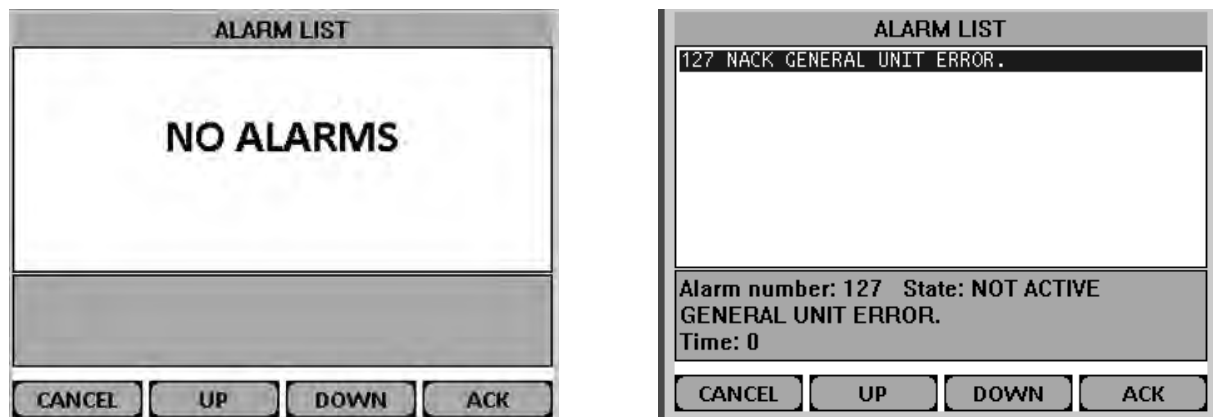 ALARM LIST
NO ALARMS
CANCEL UP DOWN ACK
ALARM LIST
127 NACK GENERAL UNIT ERROR.
Alarm number: 127 State: NOT ACTIVE
GENERAL UNIT ERROR.
Time: 0
CANCEL UP DOWN ACK